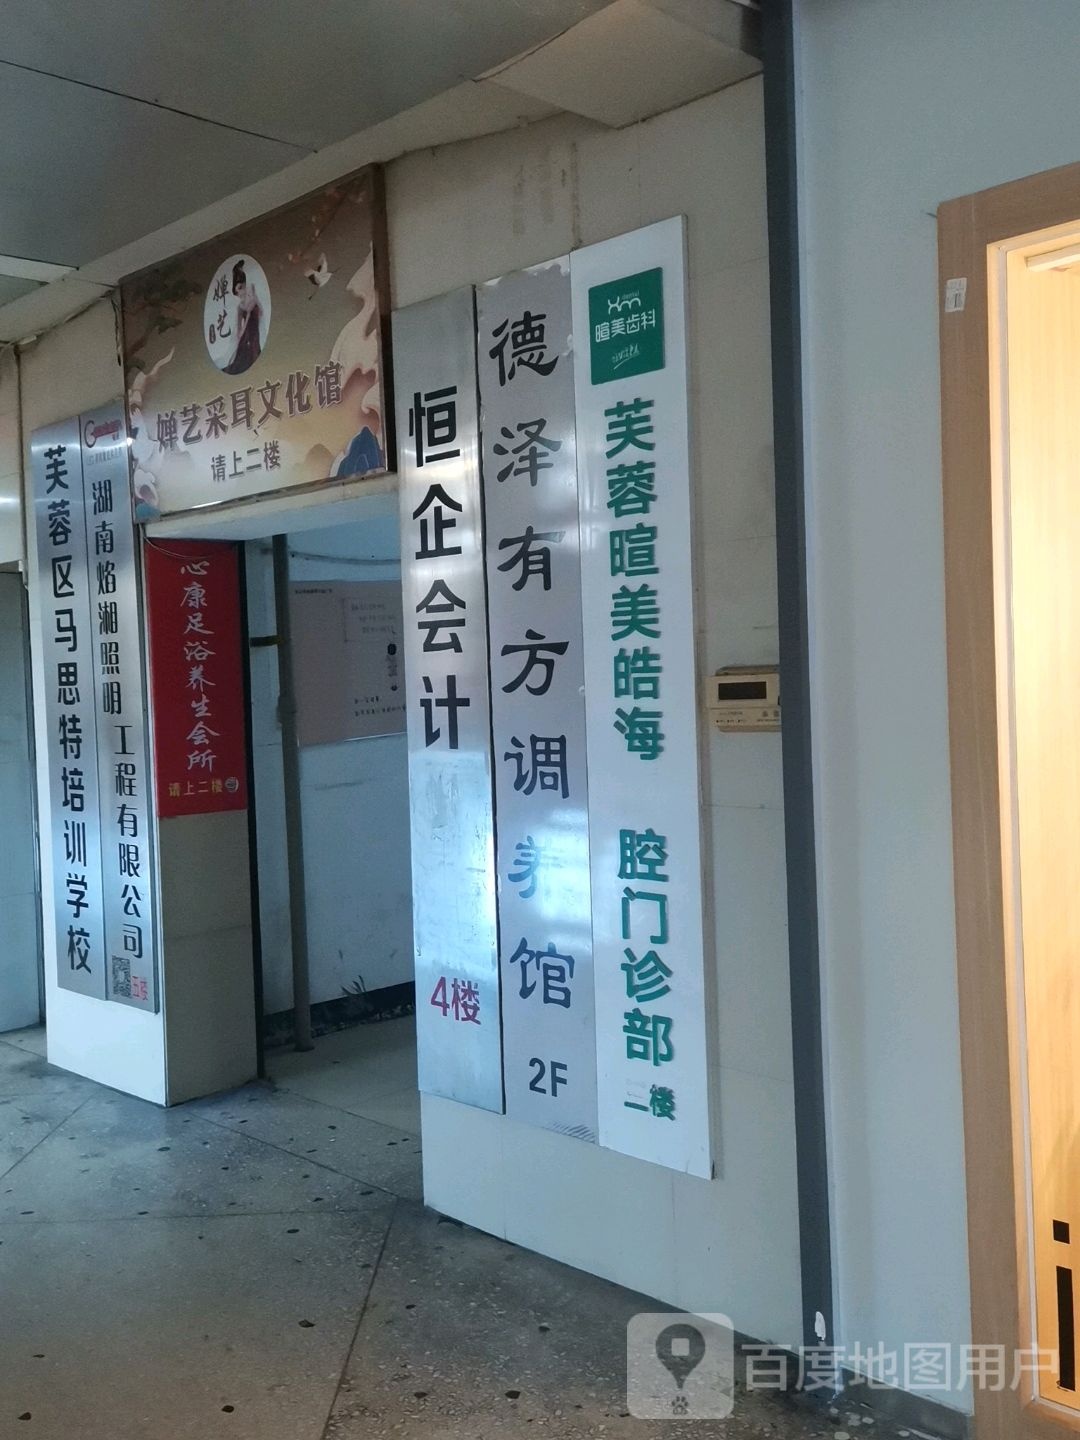 婵艺
婵艺采耳文化馆
请上二楼
芙蓉区马思特培训学校
湖南焰湘照明工程有限公司
五楼
心康足浴养生会所
请上二楼
恒企会计
4楼
德泽有方调养馆
2F
dental
暄美齿科
芙蓉暄美皓海 腔门诊部
二楼
百度地图用户